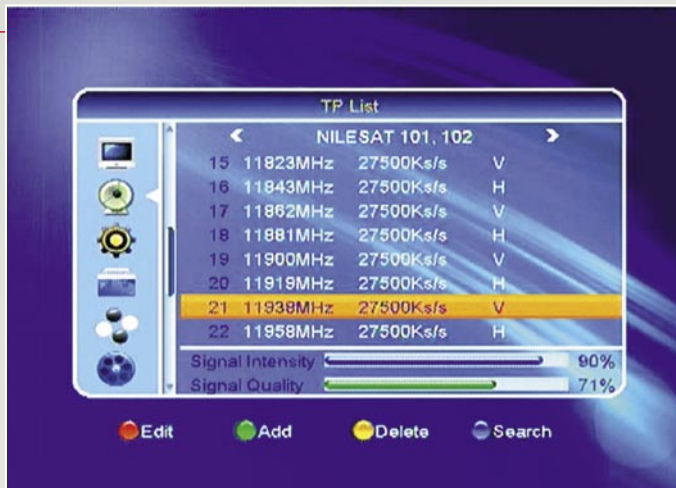 TP List
NILESAT 101, 102
15 11823MHz 27500Ks/s V
16 11843MHz 27500Ks/s H
17 11862MHz 27500Ks/s V
18 11881MHz 27500Ks/s H
19 11900MHz 27500Ks/s V
20 11919MHz 27500Ks/s H
21 11938MHz 27500Ks/s V
22 11958MHz 27500Ks/s H
Signal Intensity 90%
Signal Quality 71%
Edit Add Delete Search